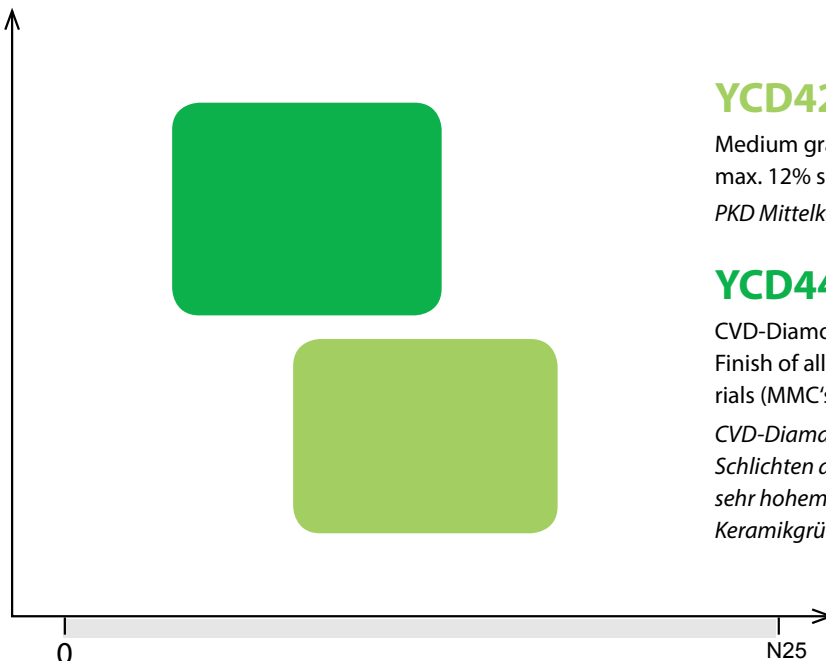 YCD42
Medium gra
max. 12% s
PKD Mittelk
YCD44
CVD-Diamo
Finish of all
rials (MMC‘s
CVD-Diama
Schlichten a
sehr hohem
Keramikgrü
0
N25